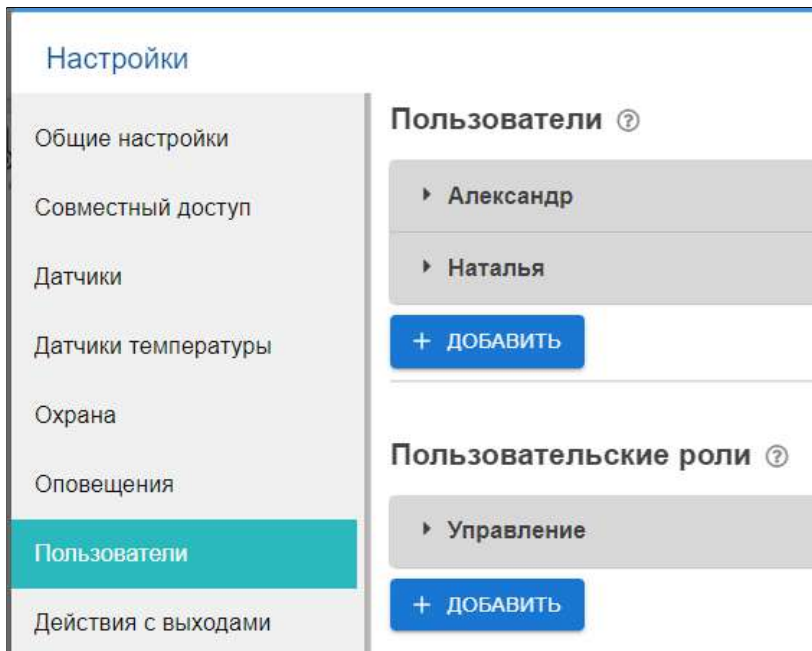 Настройки
Общие настройки
Совместный доступ
Датчики
Датчики температуры
Охрана
Оповещения
Пользователи
Действия с выходами
Пользователи ?
Александр
Наталья
+ ДОБАВИТЬ
Пользовательские роли ?
Управление
+ ДОБАВИТЬ